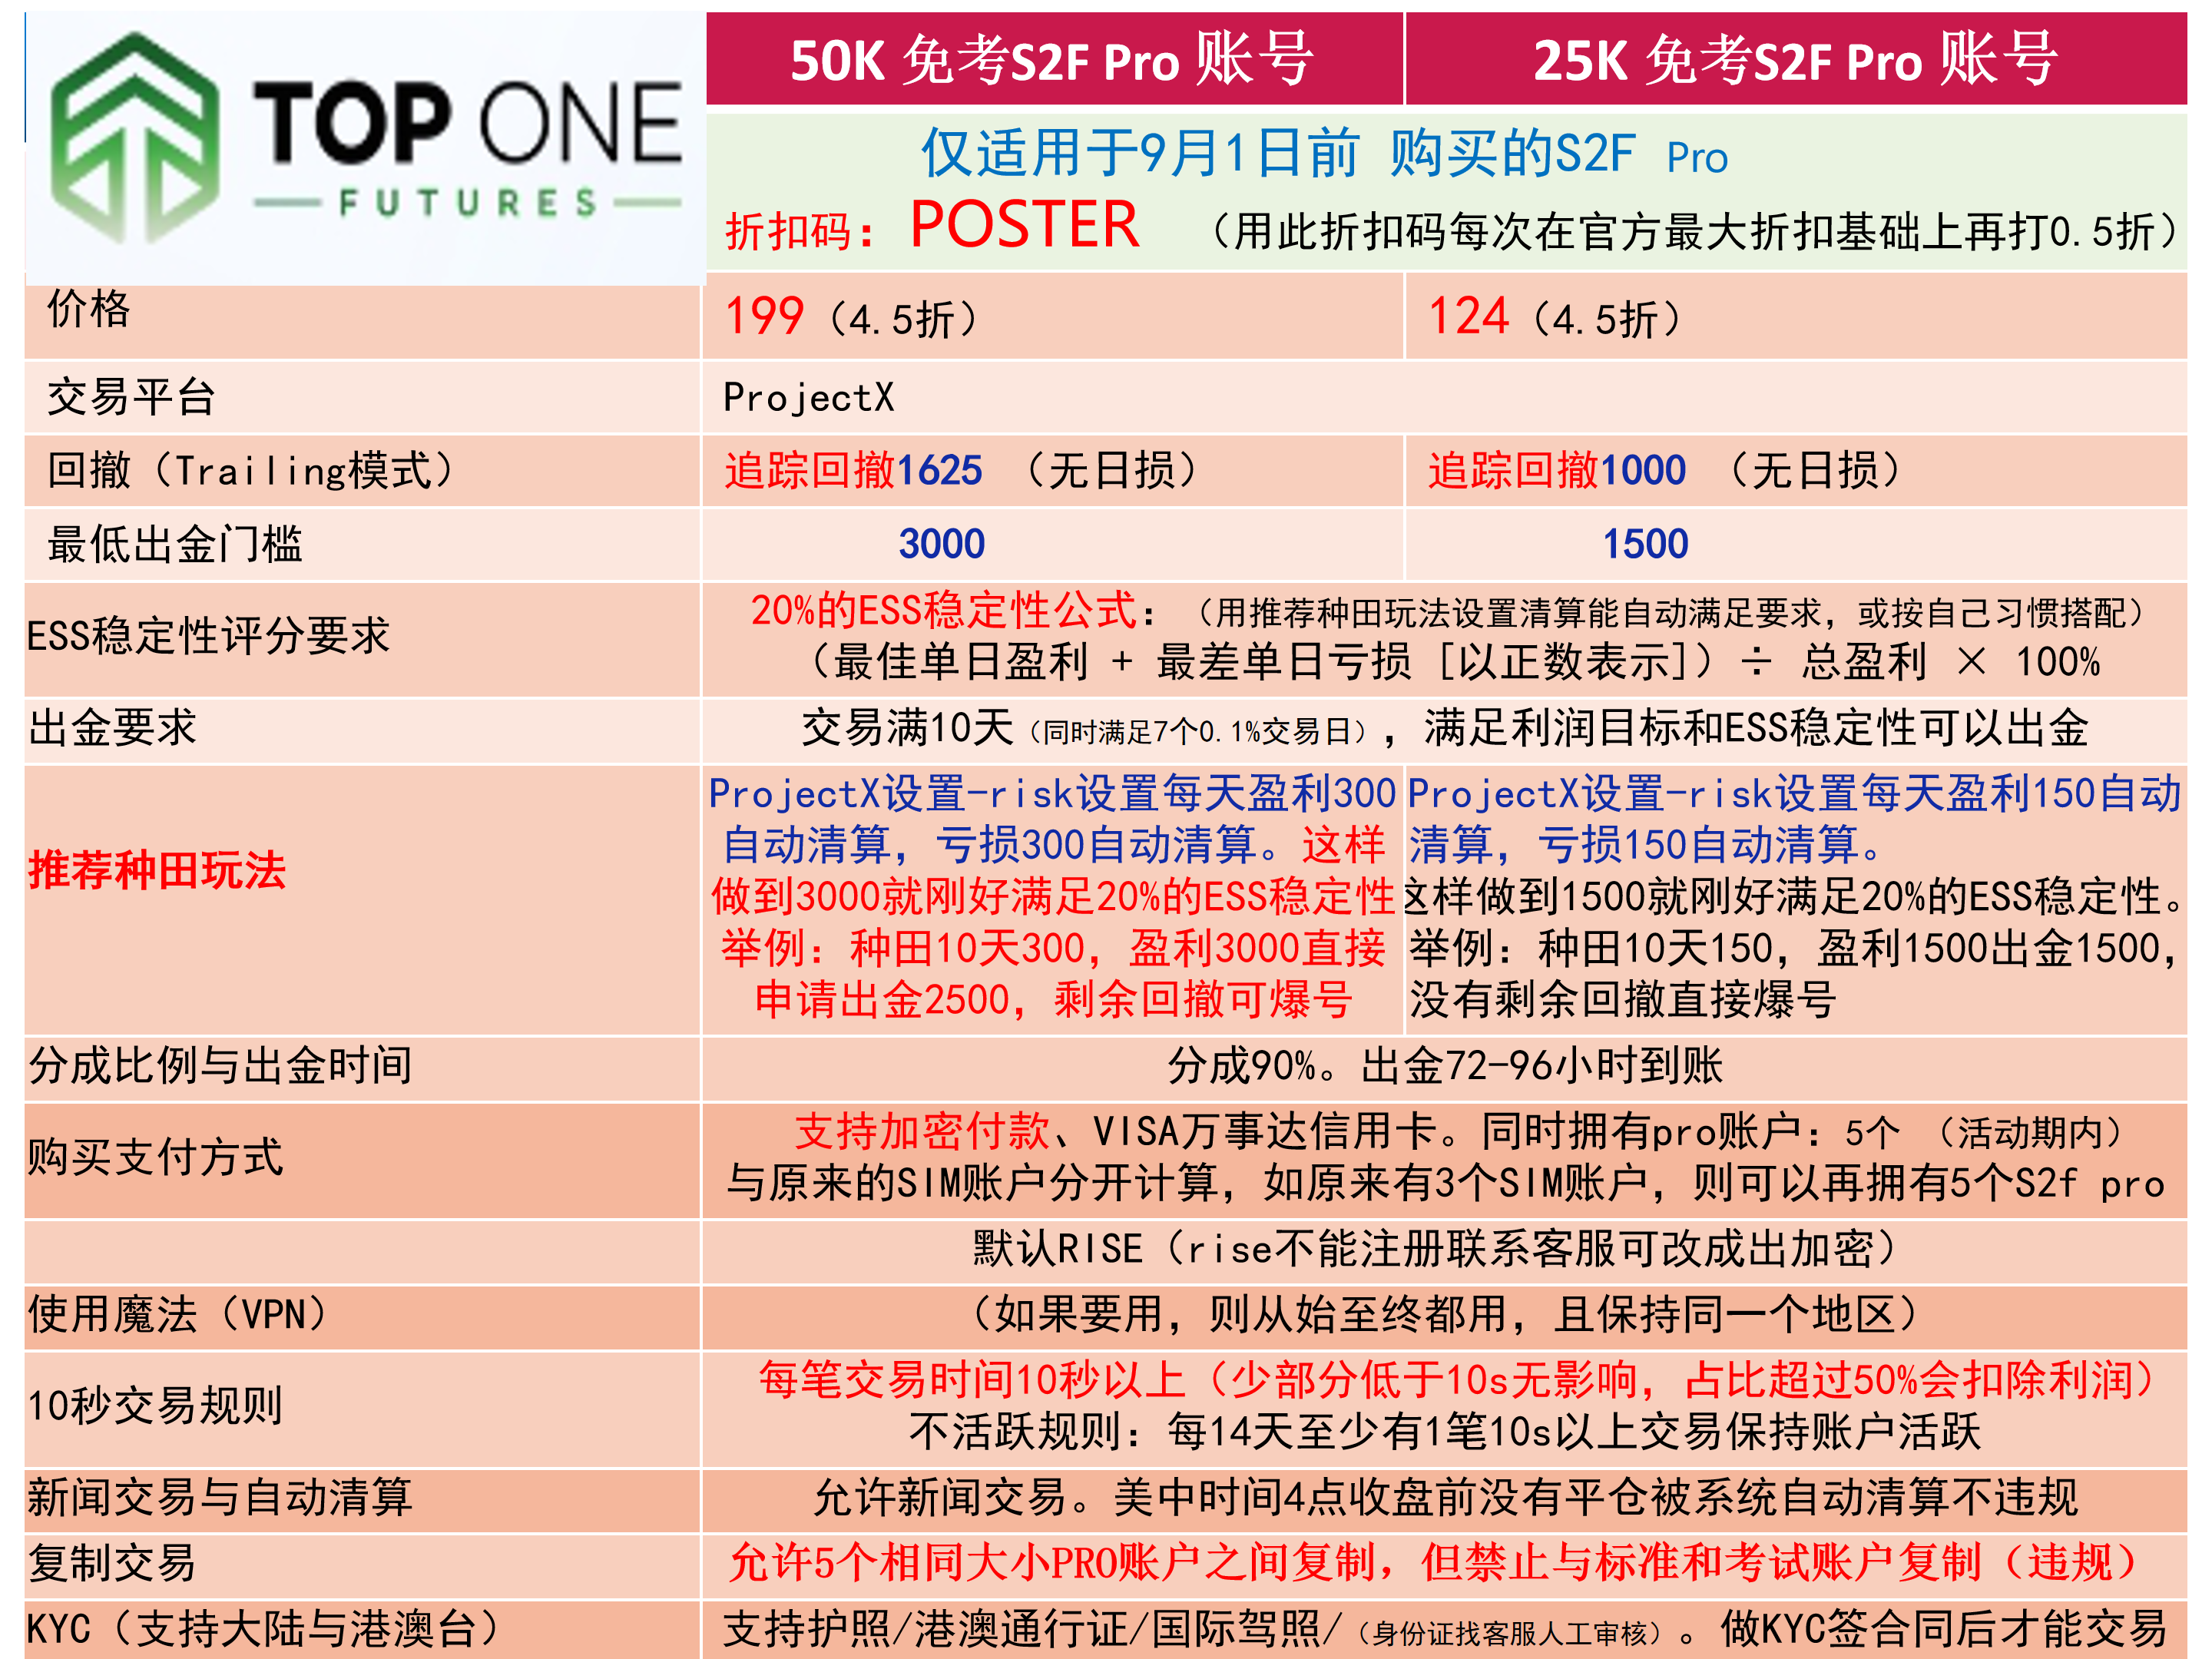 TOP ONE
FUTURES
50K 免考S2F Pro 账号
25K 免考S2F Pro 账号
仅适用于9月1日前 购买的S2F Pro
折扣码：POSTER （用此折扣码每次在官方最大折扣基础上再打0.5折）
价格
199（4.5折）
124（4.5折）
交易平台
ProjectX
回撤（Trailing模式）
追踪回撤1625 （无日损）
追踪回撤1000 （无日损）
最低出金门槛
3000
1500
ESS稳定性评分要求
20%的ESS稳定性公式：（用推荐种田玩法设置清算能自动满足要求，或按自己习惯搭配）
（最佳单日盈利 + 最差单日亏损 [以正数表示]）÷ 总盈利 × 100%
出金要求
交易满10天（同时满足7个0.1%交易日），满足利润目标和ESS稳定性可以出金
推荐种田玩法
ProjectX设置-risk设置每天盈利300
自动清算，亏损300自动清算。这样
做到3000就刚好满足20%的ESS稳定性
举例：种田10天300，盈利3000直接
申请出金2500，剩余回撤可爆号
ProjectX设置-risk设置每天盈利150自动
清算，亏损150自动清算。
这样做到1500就刚好满足20%的ESS稳定性。
举例：种田10天150，盈利1500出金1500，
没有剩余回撤直接爆号
分成比例与出金时间
分成90%。出金72-96小时到账
购买支付方式
支持加密付款、VISA万事达信用卡。同时拥有pro账户：5个 （活动期内）
与原来的SIM账户分开计算，如原来有3个SIM账户，则可以再拥有5个S2f pro
默认RISE（rise不能注册联系客服可改成出加密）
使用魔法（VPN）
（如果要用，则从始至终都用，且保持同一个地区）
10秒交易规则
每笔交易时间10秒以上（少部分低于10s无影响，占比超过50%会扣除利润）
不活跃规则：每14天至少有1笔10s以上交易保持账户活跃
新闻交易与自动清算
允许新闻交易。美中时间4点收盘前没有平仓被系统自动清算不违规
复制交易
允许5个相同大小PRO账户之间复制，但禁止与标准和考试账户复制（违规）
KYC（支持大陆与港澳台）
支持护照/港澳通行证/国际驾照/（身份证找客服人工审核）。做KYC签合同后才能交易